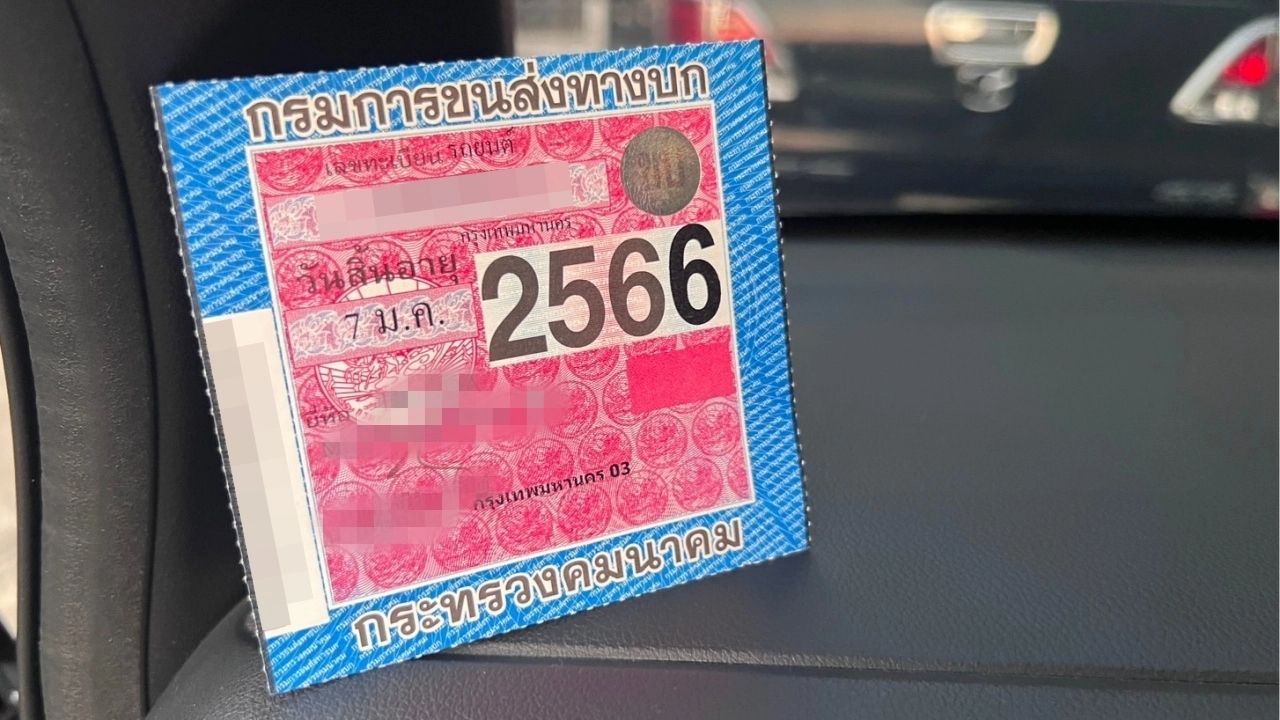 กรมการขนส่งทางบก
เลขทะเบียน รถยนต์
กรุงเทพมหานคร
วันสิ้นอายุ
7 ม.ค.
2566
ยี่ห้อ
กรุงเทพมหานคร 03
กระทรวงคมนาคม